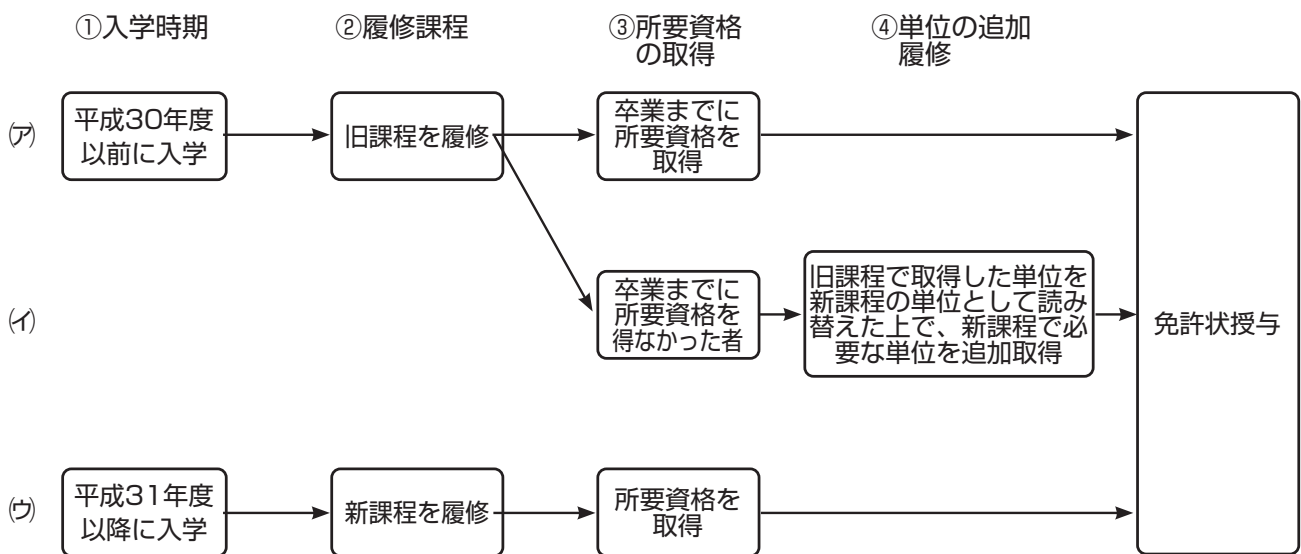 ①入学時期
②履修課程
③所要資格
の取得
④単位の追加
履修
(ア)
平成30年度
以前に入学
旧課程を履修
卒業までに
所要資格を
取得
(イ)
卒業までに
所要資格を
得なかった者
旧課程で取得した単位を
新課程の単位として読み
替えた上で、新課程で必
要な単位を追加取得
免許状授与
(ウ)
平成31年度
以降に入学
新課程を履修
所要資格を
取得